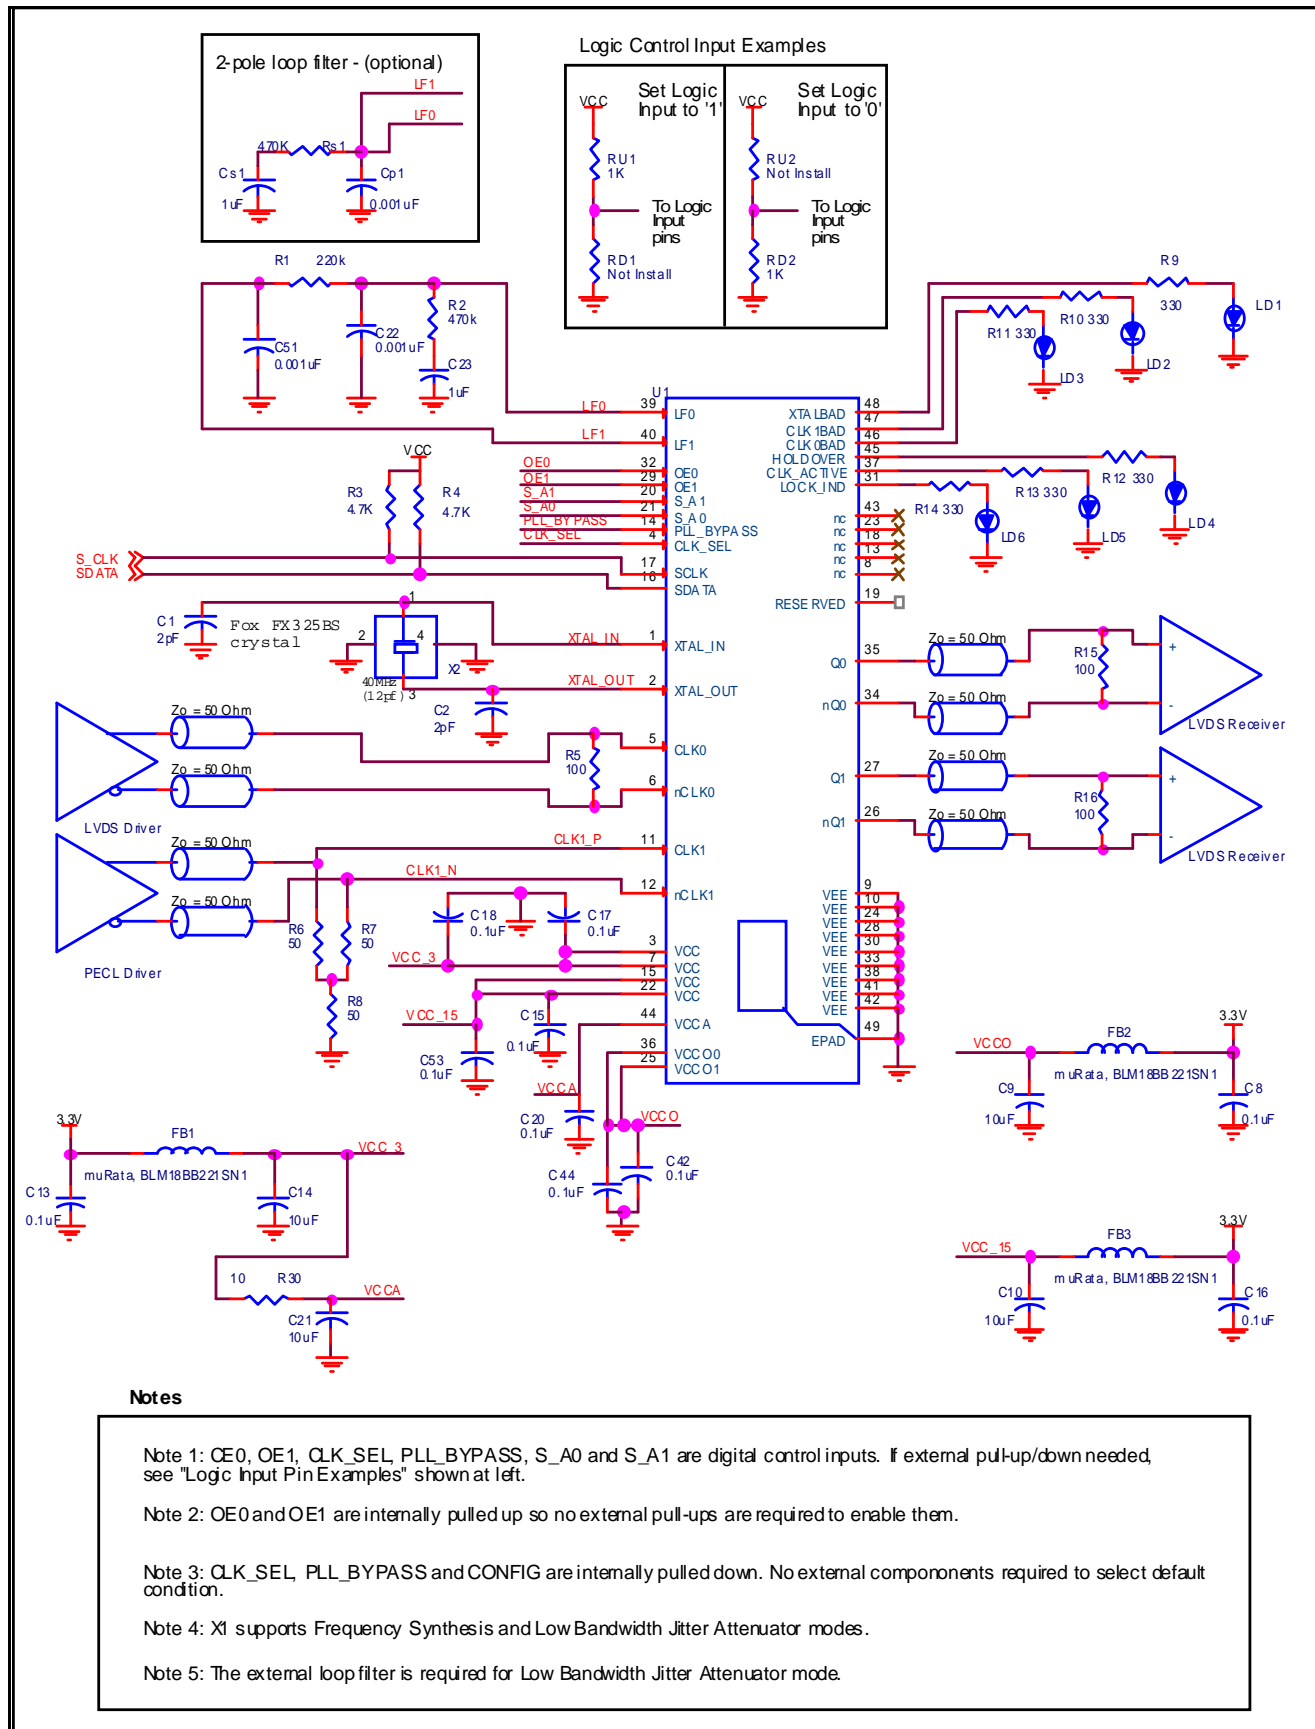 2-pole loop filter - (optional)
LF1
LF0
470K
Rs1
Cs1
1uF
Cp1
0.001uF
Logic Control Input Examples
Set Logic
Input to '1'
VCC
RU1
1K
To Logic
Input
pins
RD1
Not Install
Set Logic
Input to '0'
VCC
RU2
Not Install
To Logic
Input
pins
RD2
1K
R1
220k
R2
470k
C51
0.001uF
C22
0.001uF
C23
1uF
R9
330
LD1
R10 330
LD2
R11 330
LD3
R12 330
LD4
R13 330
LD5
R14 330
LD6
U1
LF0
39
LF0
LF1
40
LF1
OE0
32
OE0
OE1
29
OE1
S_A1
20
S_A1
S_A0
21
S_A0
PLL_BYPASS
14
PLL_BYPASS
CLK_SEL
4
CLK_SEL
VCC
R3
4.7K
R4
4.7K
S_CLK
SDATA
17
SCLK
16
SDATA
XTALBAD
48
CLK1BAD
47
CLK0BAD
46
HOLDOVER
45
CLK_ACTIVE
37
LOCK_IND
31
nc
43
nc
23
nc
18
nc
13
nc
8
RESERVED
19
C1
2pF
Fox FX325BS
crystal
1
2
4
3
X2
40MHz
(12pf)
XTAL_IN
1
XTAL_IN
XTAL_OUT
2
XTAL_OUT
C2
2pF
Zo = 50 Ohm
Zo = 50 Ohm
LVDS Driver
R5
100
5
CLK0
6
nCLK0
Zo = 50 Ohm
Zo = 50 Ohm
PECL Driver
CLK1_P
11
CLK1
CLK1_N
12
nCLK1
R6
50
R7
50
R8
50
Q0
35
Zo = 50 Ohm
nQ0
34
Zo = 50 Ohm
R15
100
+
-
LVDS Receiver
Q1
27
Zo = 50 Ohm
nQ1
26
Zo = 50 Ohm
R16
100
+
-
LVDS Receiver
C18
0.1uF
C17
0.1uF
VCC_3
3
VCC
7
VCC
15
VCC
22
VCC
VCC_15
C15
0.1uF
C53
0.1uF
44
VCCA
36
VCCO0
25
VCCO1
VCCA
C20
0.1uF
VCCO
C44
0.1uF
C42
0.1uF
VEE
9
VEE
10
VEE
24
VEE
28
VEE
30
VEE
33
VEE
38
VEE
41
VEE
42
EPAD
49
VCCO
FB2
3.3V
muRata, BLM18BB221SN1
C9
10uF
C8
0.1uF
3.3V
FB1
VCC_3
muRata, BLM18BB221SN1
C13
0.1uF
C14
10uF
10
R30
VCCA
C21
10uF
VCC_15
FB3
3.3V
muRata, BLM18BB221SN1
C10
10uF
C16
0.1uF
Notes
Note 1: OE0, OE1, CLK_SEL, PLL_BYPASS, S_A0 and S_A1 are digital control inputs. If external pull-up/down needed,
see "Logic Input Pin Examples" shown at left.
Note 2: OE0 and OE1 are internally pulled up so no external pull-ups are required to enable them.
Note 3: CLK_SEL, PLL_BYPASS and CONFIG are internally pulled down. No external compononents required to select default
condition.
Note 4: X1 supports Frequency Synthesis and Low Bandwidth Jitter Attenuator modes.
Note 5: The external loop filter is required for Low Bandwidth Jitter Attenuator mode.